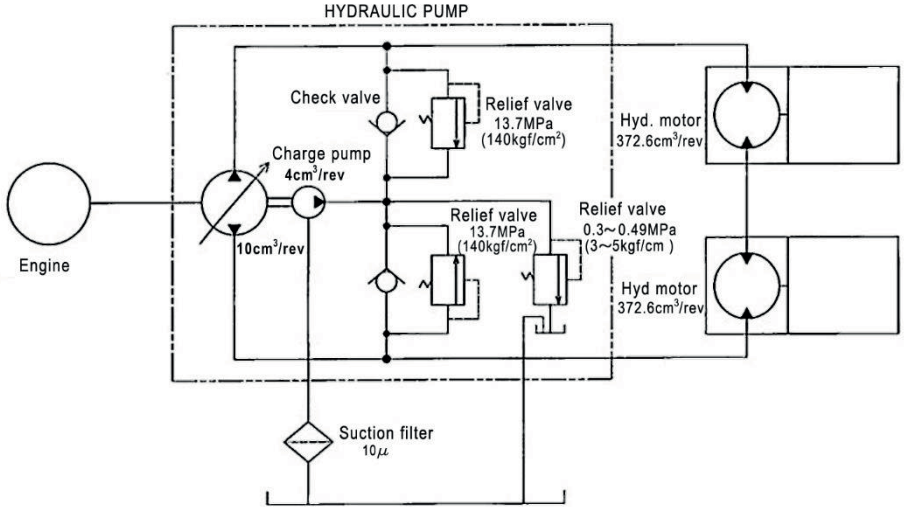 HYDRAULIC PUMP
Check valve
Relief valve
13.7MPa
(140kgf/cm²)
Hyd. motor
372.6cm³/rev
Charge pump
4cm³/rev
10cm³/rev
Engine
Relief valve
13.7MPa
(140kgf/cm²)
Relief valve
0.3～0.49MPa
(3～5kgf/cm )
Hyd motor
372.6cm³/rev
Suction filter
10μ